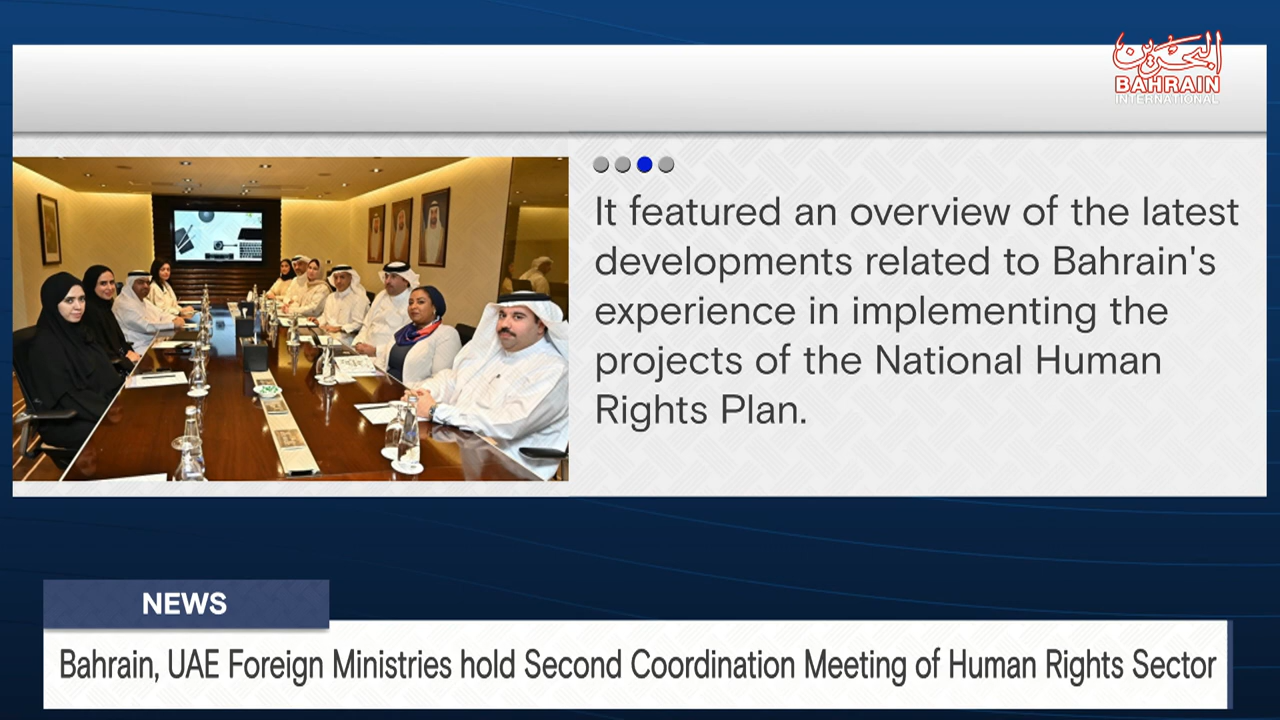 البحرين
BAHRAIN
INTERNATIONAL
It featured an overview of the latest
developments related to Bahrain's
experience in implementing the
projects of the National Human
Rights Plan.
NEWS
Bahrain, UAE Foreign Ministries hold Second Coordination Meeting of Human Rights Sector